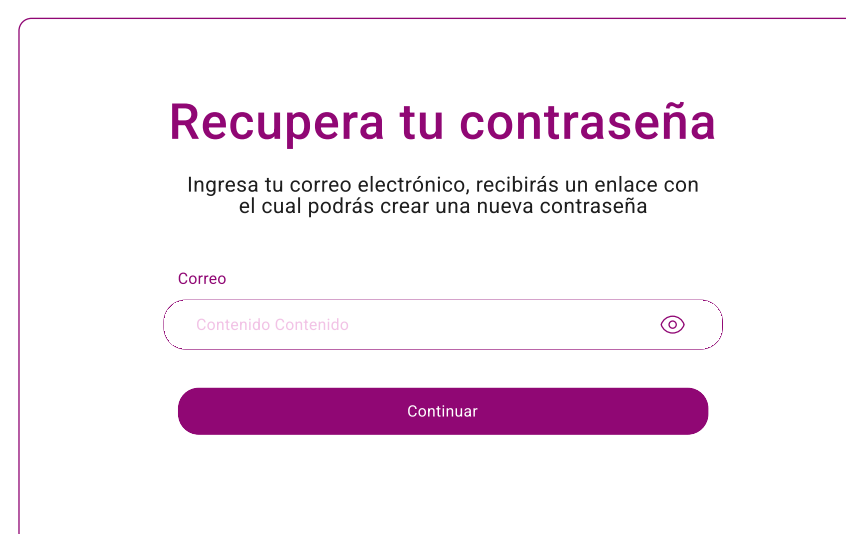 Recupera tu contraseña
Ingresa tu correo electrónico, recibirás un enlace con
el cual podrás crear una nueva contraseña
Correo
Contenido Contenido
Continuar